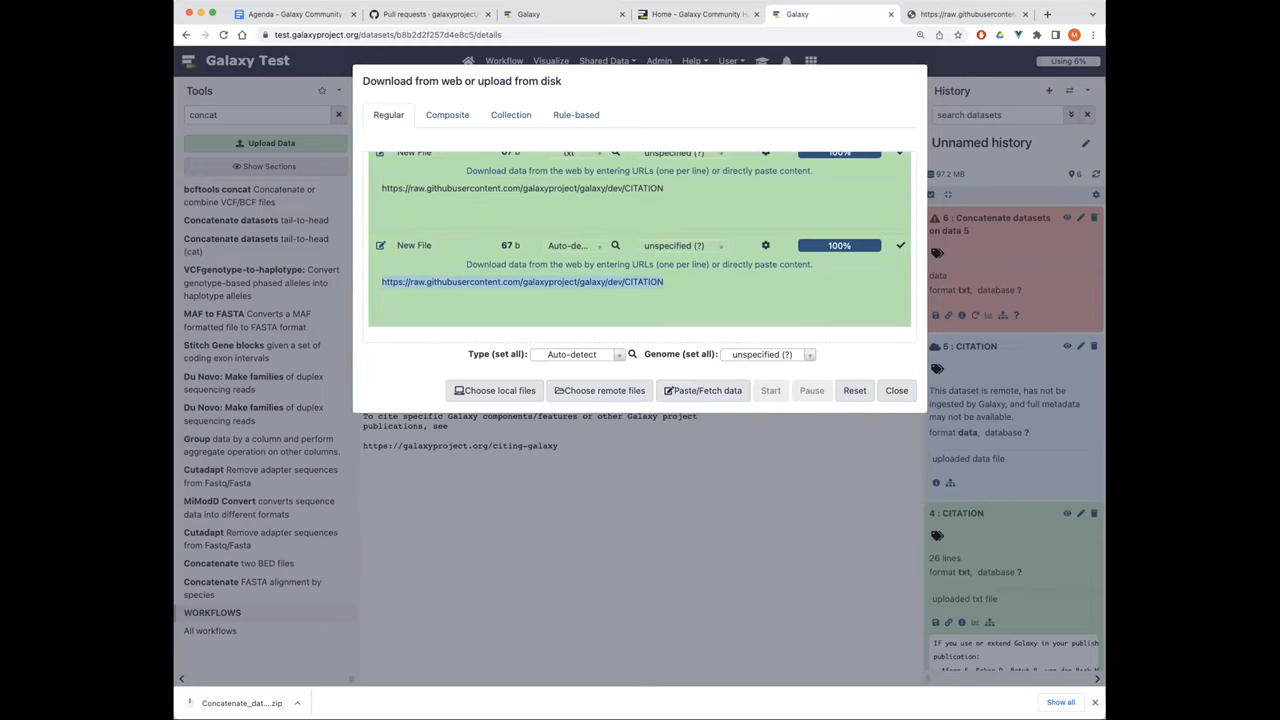 Agenda - Galaxy Community
Pull requests · galaxyproject
Galaxy
Home - Galaxy Community H
Galaxy
https://raw.githubusercontent
test.galaxyproject.org/datasets/b8b2d2f257d4e8c5/details
M
Galaxy Test
Workflow Visualize Shared Data Admin Help User
Using 6%
Tools
concat
Upload Data
Show Sections
bcftools concat Concatenate or
combine VCF/BCF files
Concatenate datasets tail-to-head
Concatenate datasets tail-to-head
(cat)
VCFgenotype-to-haplotype: Convert
genotype-based phased alleles into
haplotype alleles
MAF to FASTA Converts a MAF
formatted file to FASTA format
Stitch Gene blocks given a set of
coding exon intervals
Du Novo: Make families of duplex
sequencing reads
Du Novo: Make families of duplex
sequencing reads
Group data by a column and perform
aggregate operation on other columns.
Cutadapt Remove adapter sequences
from Fastq/Fasta
MiModD Convert converts sequence
data into different formats
Cutadapt Remove adapter sequences
from Fastq/Fasta
Concatenate two BED files
Concatenate FASTA alignment by
species
WORKFLOWS
All workflows
Download from web or upload from disk
Regular Composite Collection Rule-based
New File 67 b txt unspecified (?) 100%
Download data from the web by entering URLs (one per line) or directly paste content.
https://raw.githubusercontent.com/galaxyproject/galaxy/dev/CITATION
New File 67 b Auto-de... unspecified (?) 100%
Download data from the web by entering URLs (one per line) or directly paste content.
https://raw.githubusercontent.com/galaxyproject/galaxy/dev/CITATION
Type (set all): Auto-detect Genome (set all): unspecified (?)
Choose local files Choose remote files Paste/Fetch data Start Pause Reset Close
To cite specific Galaxy components/features or other Galaxy project
publications, see
https://galaxyproject.org/citing-galaxy
History
search datasets
Unnamed history
97.2 MB 6
6 : Concatenate datasets
on data 5
data
format txt, database ?
5 : CITATION
This dataset is remote, has not be
ingested by Galaxy, and full metadata
may not be available.
format data, database ?
uploaded data file
4 : CITATION
26 lines
format txt, database ?
uploaded txt file
If you use or extend Galaxy in your publish
publication:
Concatenate_dat....zip
Show all